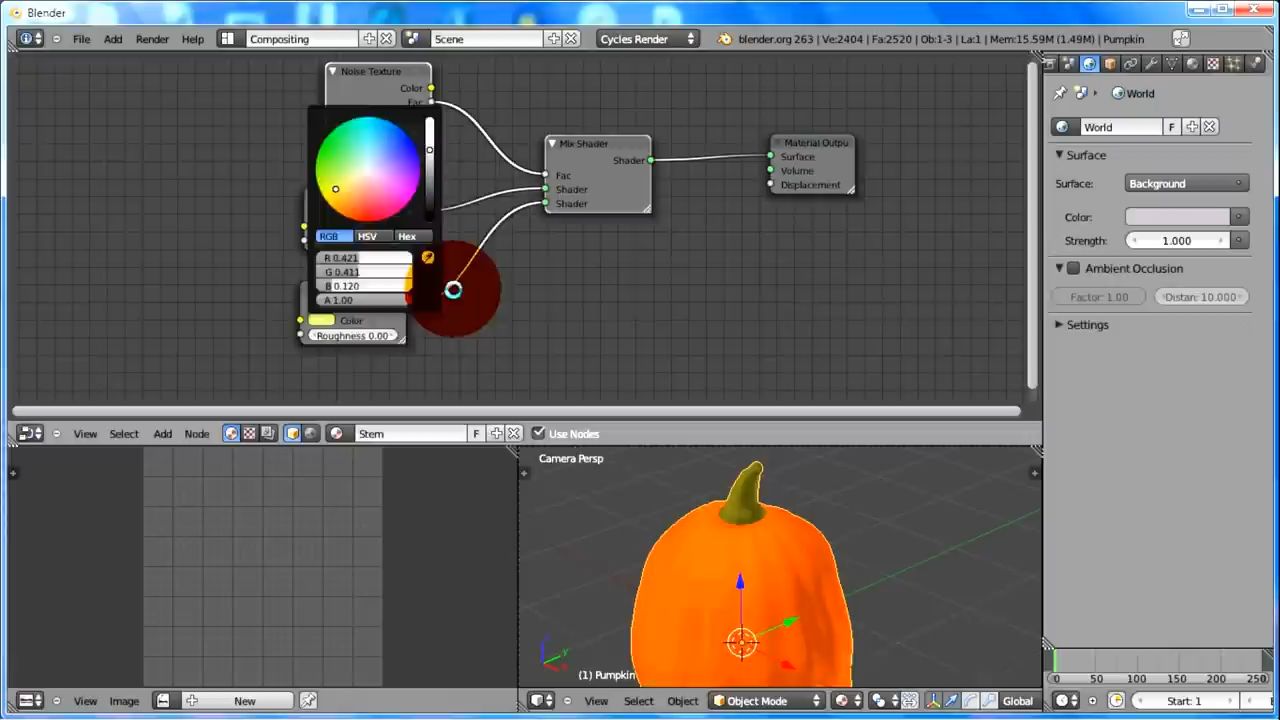 Blender
File Add Render Help Compositing Scene Cycles Render blender.org 263 | Ve:2404 | Fa:2520 | Ob:1-3 | La:1 | Mem:15.59M (1.49M) | Pumpkin
Noise Texture
Color
Fac
Mix Shader
Shader
Fac
Shader
Shader
Material Outpu
Surface
Volume
Displacement
RGB HSV Hex
R 0.421
G 0.411
B 0.120
A 1.00
Color
Roughness 0.00
World
World F
Surface
Surface: Background
Color:
Strength: 1.000
Ambient Occlusion
Factor: 1.00 Distan: 10.000
Settings
View Select Add Node Stem F Use Nodes
Camera Persp
(1) Pumpkin
z y x
0 50 100 150 200 250
View Image New
View Select Object Object Mode Global
Start: 1